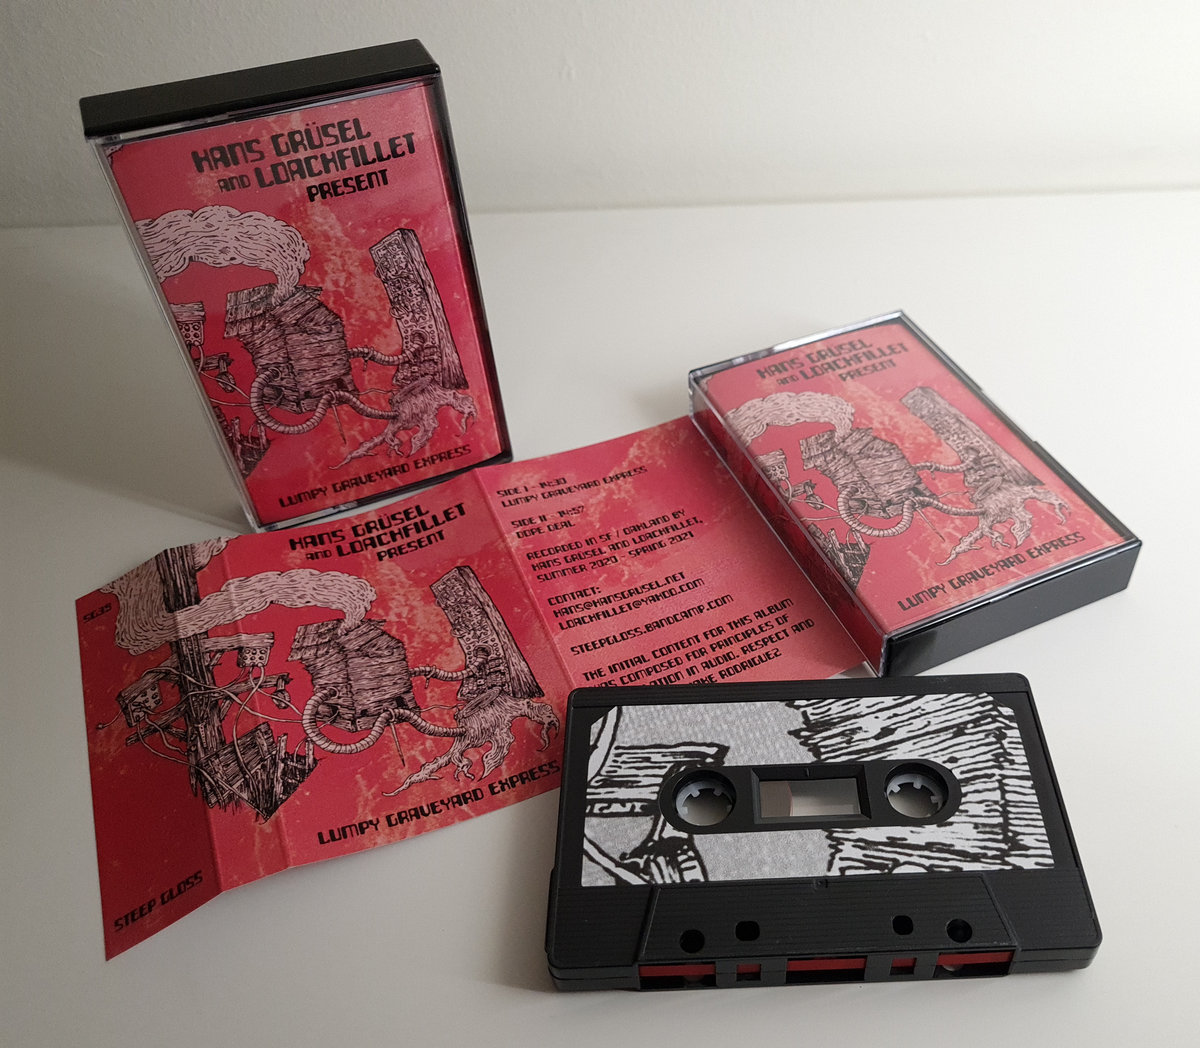 HANS GRÜSEL
AND LOACHFILLET
PRESENT
LUMPY GRAVEYARD EXPRESS
HANS GRÜSEL
AND LOACHFILLET
PRESENT
LUMPY GRAVEYARD EXPRESS
SG39
HANS GRÜSEL
AND LOACHFILLET
PRESENT
LUMPY GRAVEYARD EXPRESS
STEEP GLOSS
SIDE I - 14:30
LUMPY GRAVEYARD EXPRESS
SIDE II - 14:57
DOPE DEAL
RECORDED IN SF / OAKLAND BY
HANS GRÜSEL AND LOACHFILLET,
SUMMER 2020 - SPRING 2021
CONTACT:
HANS@HANSGRUSEL.NET
LOACHFILLET@YAHOO.COM
STEEPGLOSS.BANDCAMP.COM
THE INITIAL CONTENT FOR THIS ALBUM
WAS COMPOSED FOR PRINCIPLES OF
IN AUDIO. RESPECT AND
RODRIGUEZ